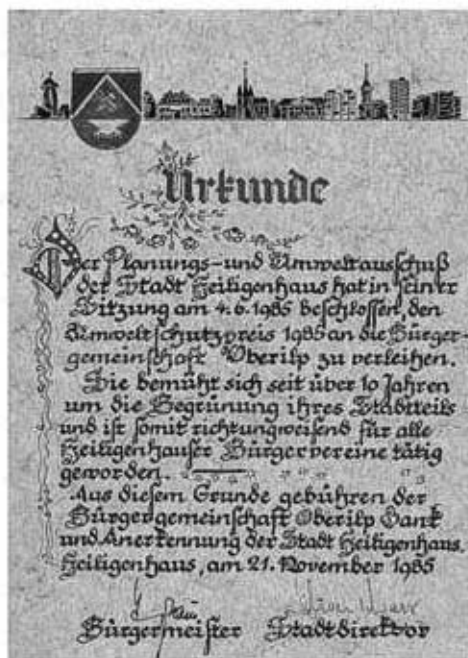 Urkunde
Der Planungs- und Umweltausschuß
der Stadt Heiligenhaus hat in seiner
Sitzung am 4.6.1985 beschlossen, den
Umweltschutzpreis 1985 an die Bürger-
gemeinschaft Oberilp zu verleihen.
Sie bemüht sich seit über 10 Jahren
um die Begrünung ihres Stadtteils
und ist somit richtungweisend für alle
Heiligenhauser Bürgervereine tätig
geworden.
Aus diesem Grunde gebühren der
Bürgergemeinschaft Oberilp Dank
und Anerkennung der Stadt Heiligenhaus.
Heiligenhaus, am 21. November 1985
Bürgermeister Stadtdirektor